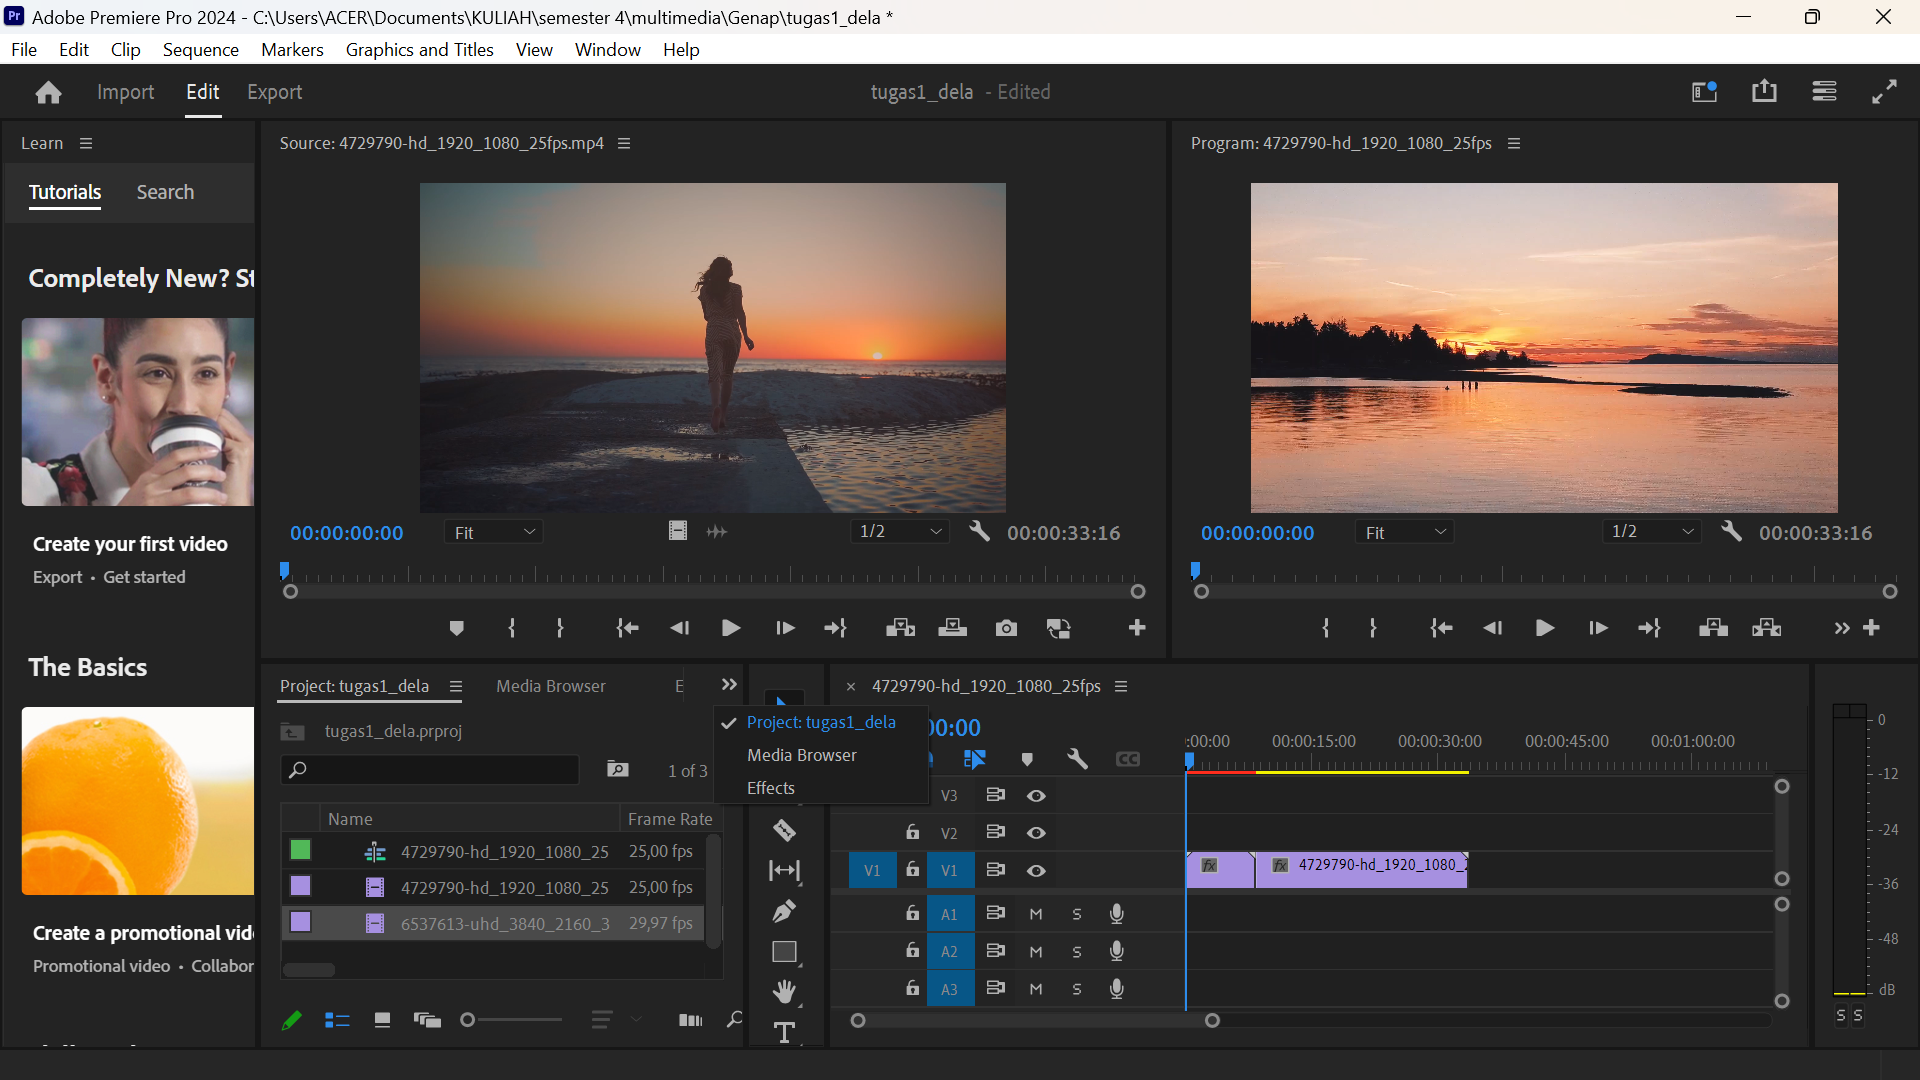 Adobe Premiere Pro 2024 - C:\Users\ACER\Documents\KULIAH\semester 4\multimedia\Genap\tugas1_dela *
File Edit Clip Sequence Markers Graphics and Titles View Window Help
Import Edit Export
tugas1_dela - Edited
Learn
Tutorials Search
Completely New? St
Create your first video
Export • Get started
The Basics
Create a promotional vid
Promotional video • Collabor
Source: 4729790-hd_1920_1080_25fps.mp4
00:00:00:00 Fit 1/2 00:00:33:16
Program: 4729790-hd_1920_1080_25fps
00:00:00:00 Fit 1/2 00:00:33:16
Project: tugas1_dela Media Browser E
tugas1_dela.prproj
1 of 3
Name Frame Rate
4729790-hd_1920_1080_25 25,00 fps
4729790-hd_1920_1080_25 25,00 fps
6537613-uhd_3840_2160_3 29,97 fps
Project: tugas1_dela
Media Browser
Effects
T
× 4729790-hd_1920_1080_25fps
00:00
:00:00 00:00:15:00 00:00:30:00 00:00:45:00 00:01:00:00
CC
V3
V2
V1 V1
fx fx 4729790-hd_1920_1080_
A1 M S
A2 M S
A3 M S
0
-12
-24
-36
-48
dB
S S